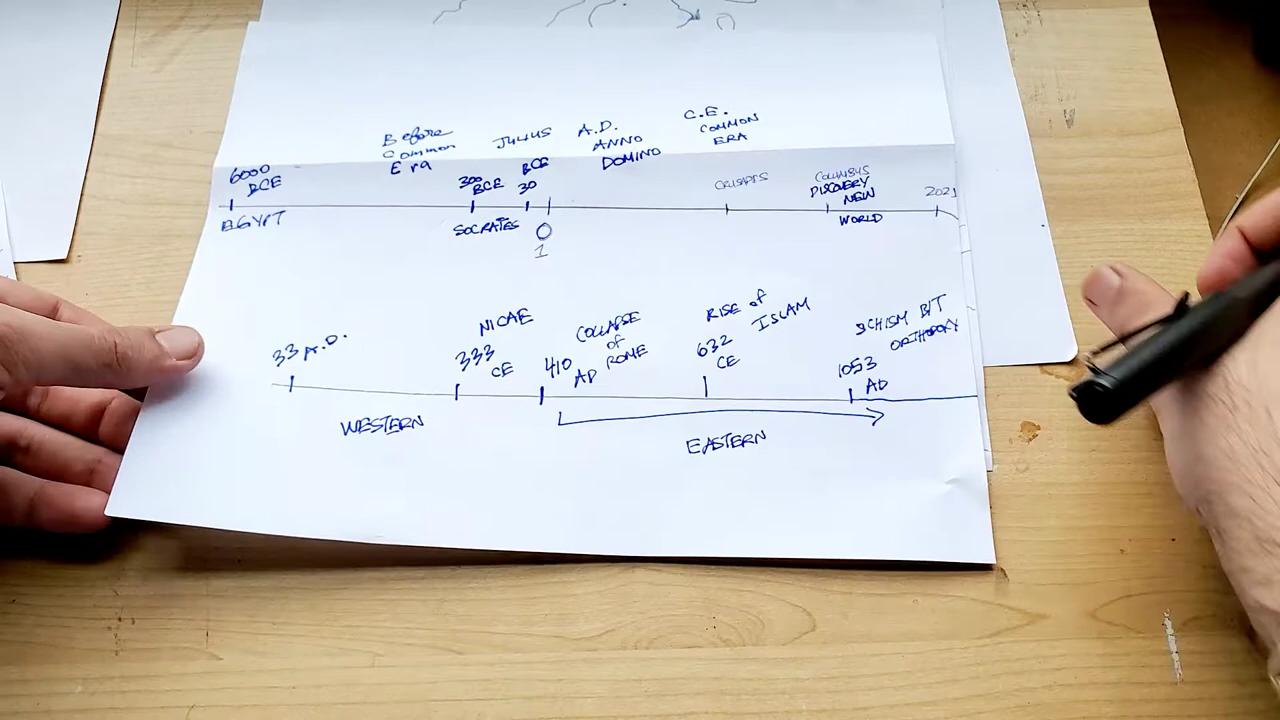 Before
Common
Era
JULIUS
A.D.
ANNO
DOMINO
C.E.
COMMON
ERA
6000
BCE
300
BCE
BCE
30
CRUSADES
COLUMBUS
DISCOVERY
NEW
WORLD
2021
EGYPT
SOCRATES
0
1
33 A.D.
NICAE
333
CE
COLLAPSE
of
ROME
410
AD
RISE of
ISLAM
632
CE
SCHISM B/T
ORTHODOXY
1053
AD
WESTERN
EASTERN